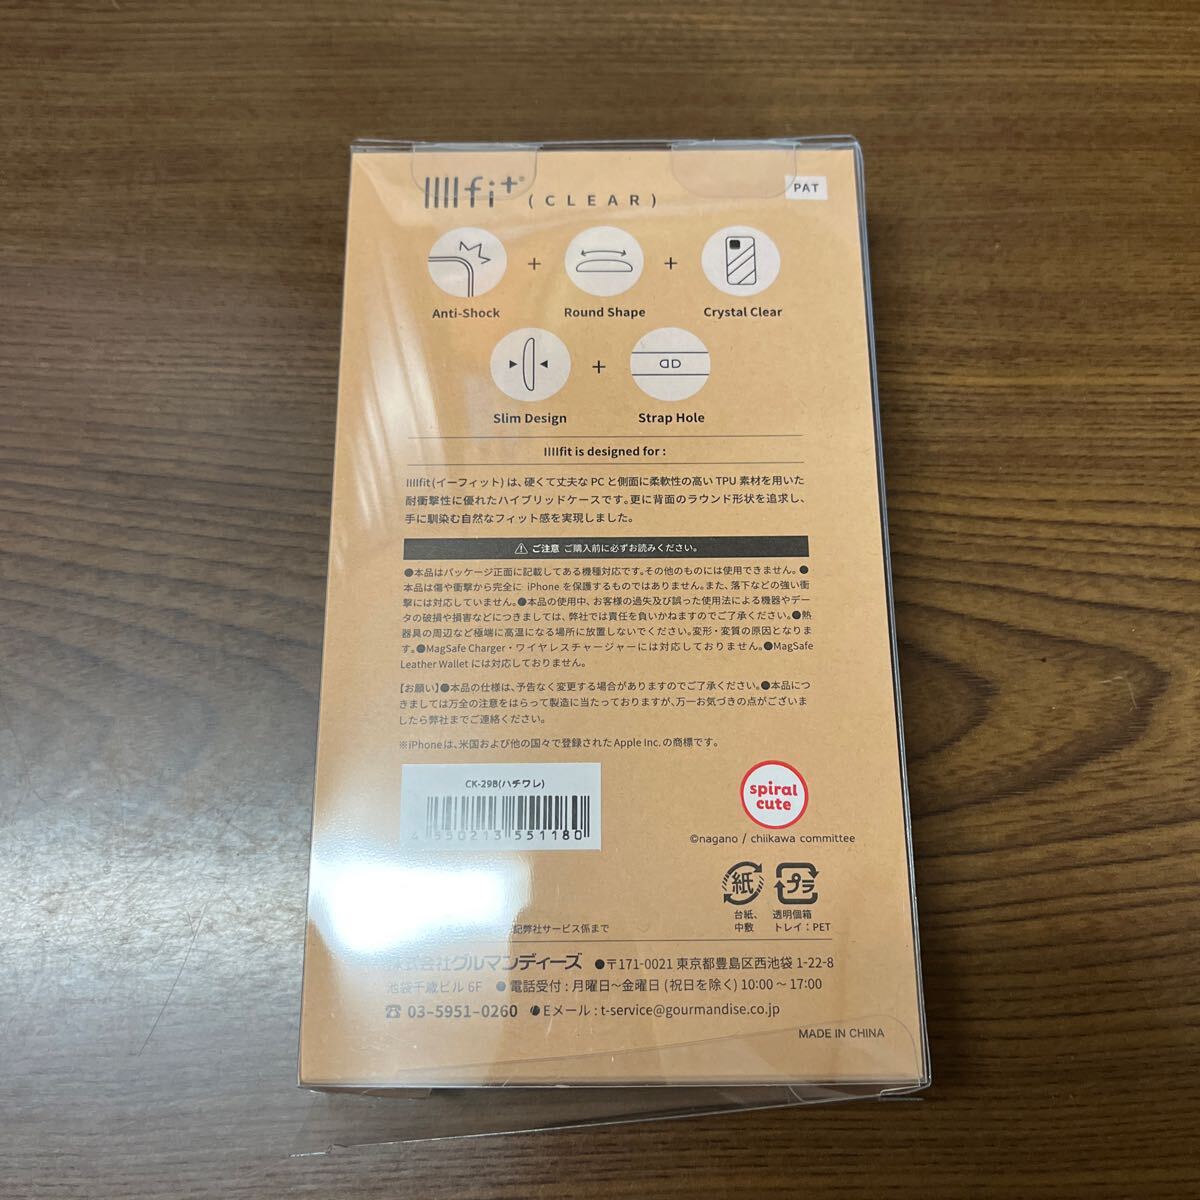 IIIIfi+® (CLEAR)
PAT
Anti-Shock + Round Shape + Crystal Clear
Slim Design + Strap Hole
IIIIfit is designed for :
IIIIfit(イーフィット)は、硬くて丈夫な PC と側面に柔軟性の高い TPU 素材を用いた
耐衝撃性に優れたハイブリッドケースです。更に背面のラウンド形状を追求し、
手に馴染む自然なフィット感を実現しました。
ご注意 ご購入前に必ずお読みください。
●本品はパッケージ正面に記載してある機種対応です。その他のものには使用できません。●
本品は傷や衝撃から完全に iPhone を保護するものではありません。また、落下などの強い衝
撃には対応していません。●本品の使用中、お客様の過失及び誤った使用法による機器やデー
タの破損や損害などにつきましては、弊社では責任を負いかねますのでご了承ください。●熱
器具の周辺など極端に高温になる場所に放置しないでください。変形・変質の原因となりま
す。●MagSafe Charger・ワイヤレスチャージャーには対応しておりません。●MagSafe
Leather Wallet には対応しておりません。
【お願い】●本品の仕様は、予告なく変更する場合がありますのでご了承ください。●本品につ
きましては万全の注意をはらって製造に当たっておりますが、万一お気づきの点がございま
したら弊社までご連絡ください。
※iPhoneは、米国および他の国々で登録された Apple Inc. の商標です。
CK-29B(ハチワレ)
4 550213 551180
spiral
cute
©nagano / chiikawa committee
紙
プラ
台紙、
中敷
透明個箱
トレイ:PET
記弊社サービス係まで
株式会社グルマンディーズ ●〒171-0021 東京都豊島区西池袋 1-22-8
池袋千歳ビル 6F ●電話受付:月曜日〜金曜日 (祝日を除く) 10:00 〜 17:00
☎ 03-5951-0260 ●Eメール:t-service@gourmandise.co.jp
MADE IN CHINA